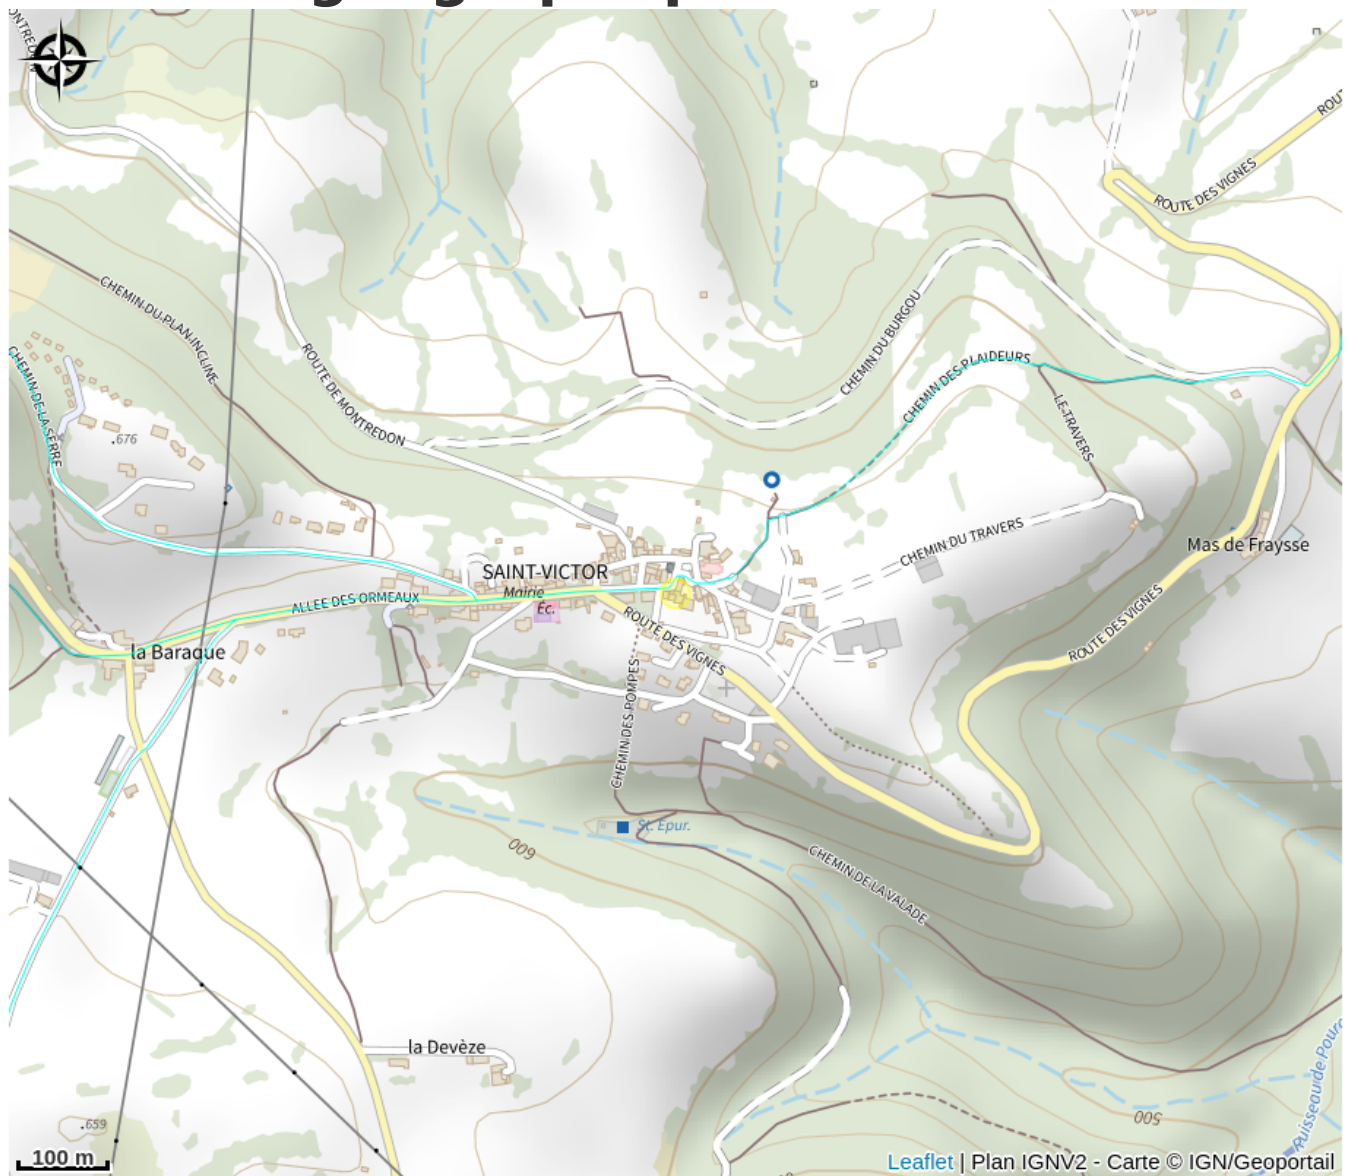 ROUTE DES VIGNES
CHEMIN DU PLAN INCLINE
CHEMIN DU BURGOU
CHEMIN DE LA SERRE
ROUTE DE MONTREDON
CHEMIN DES PLAIDEURS
.676
LE TRAVERS
CHEMIN DU TRAVERS
Mas de Fraysse
SAINT-VICTOR
Mairie
Éc.
ALLEE DES ORMEAUX
ROUTE DES VIGNES
ROUTE DES VIGNES
la Baraque
CHEMIN DES POMPES
St. Epur.
600
CHEMIN DE LA VALADE
la Devèze
500
.659
100 m
Leaflet | Plan IGNV2 - Carte © IGN/Geoportail